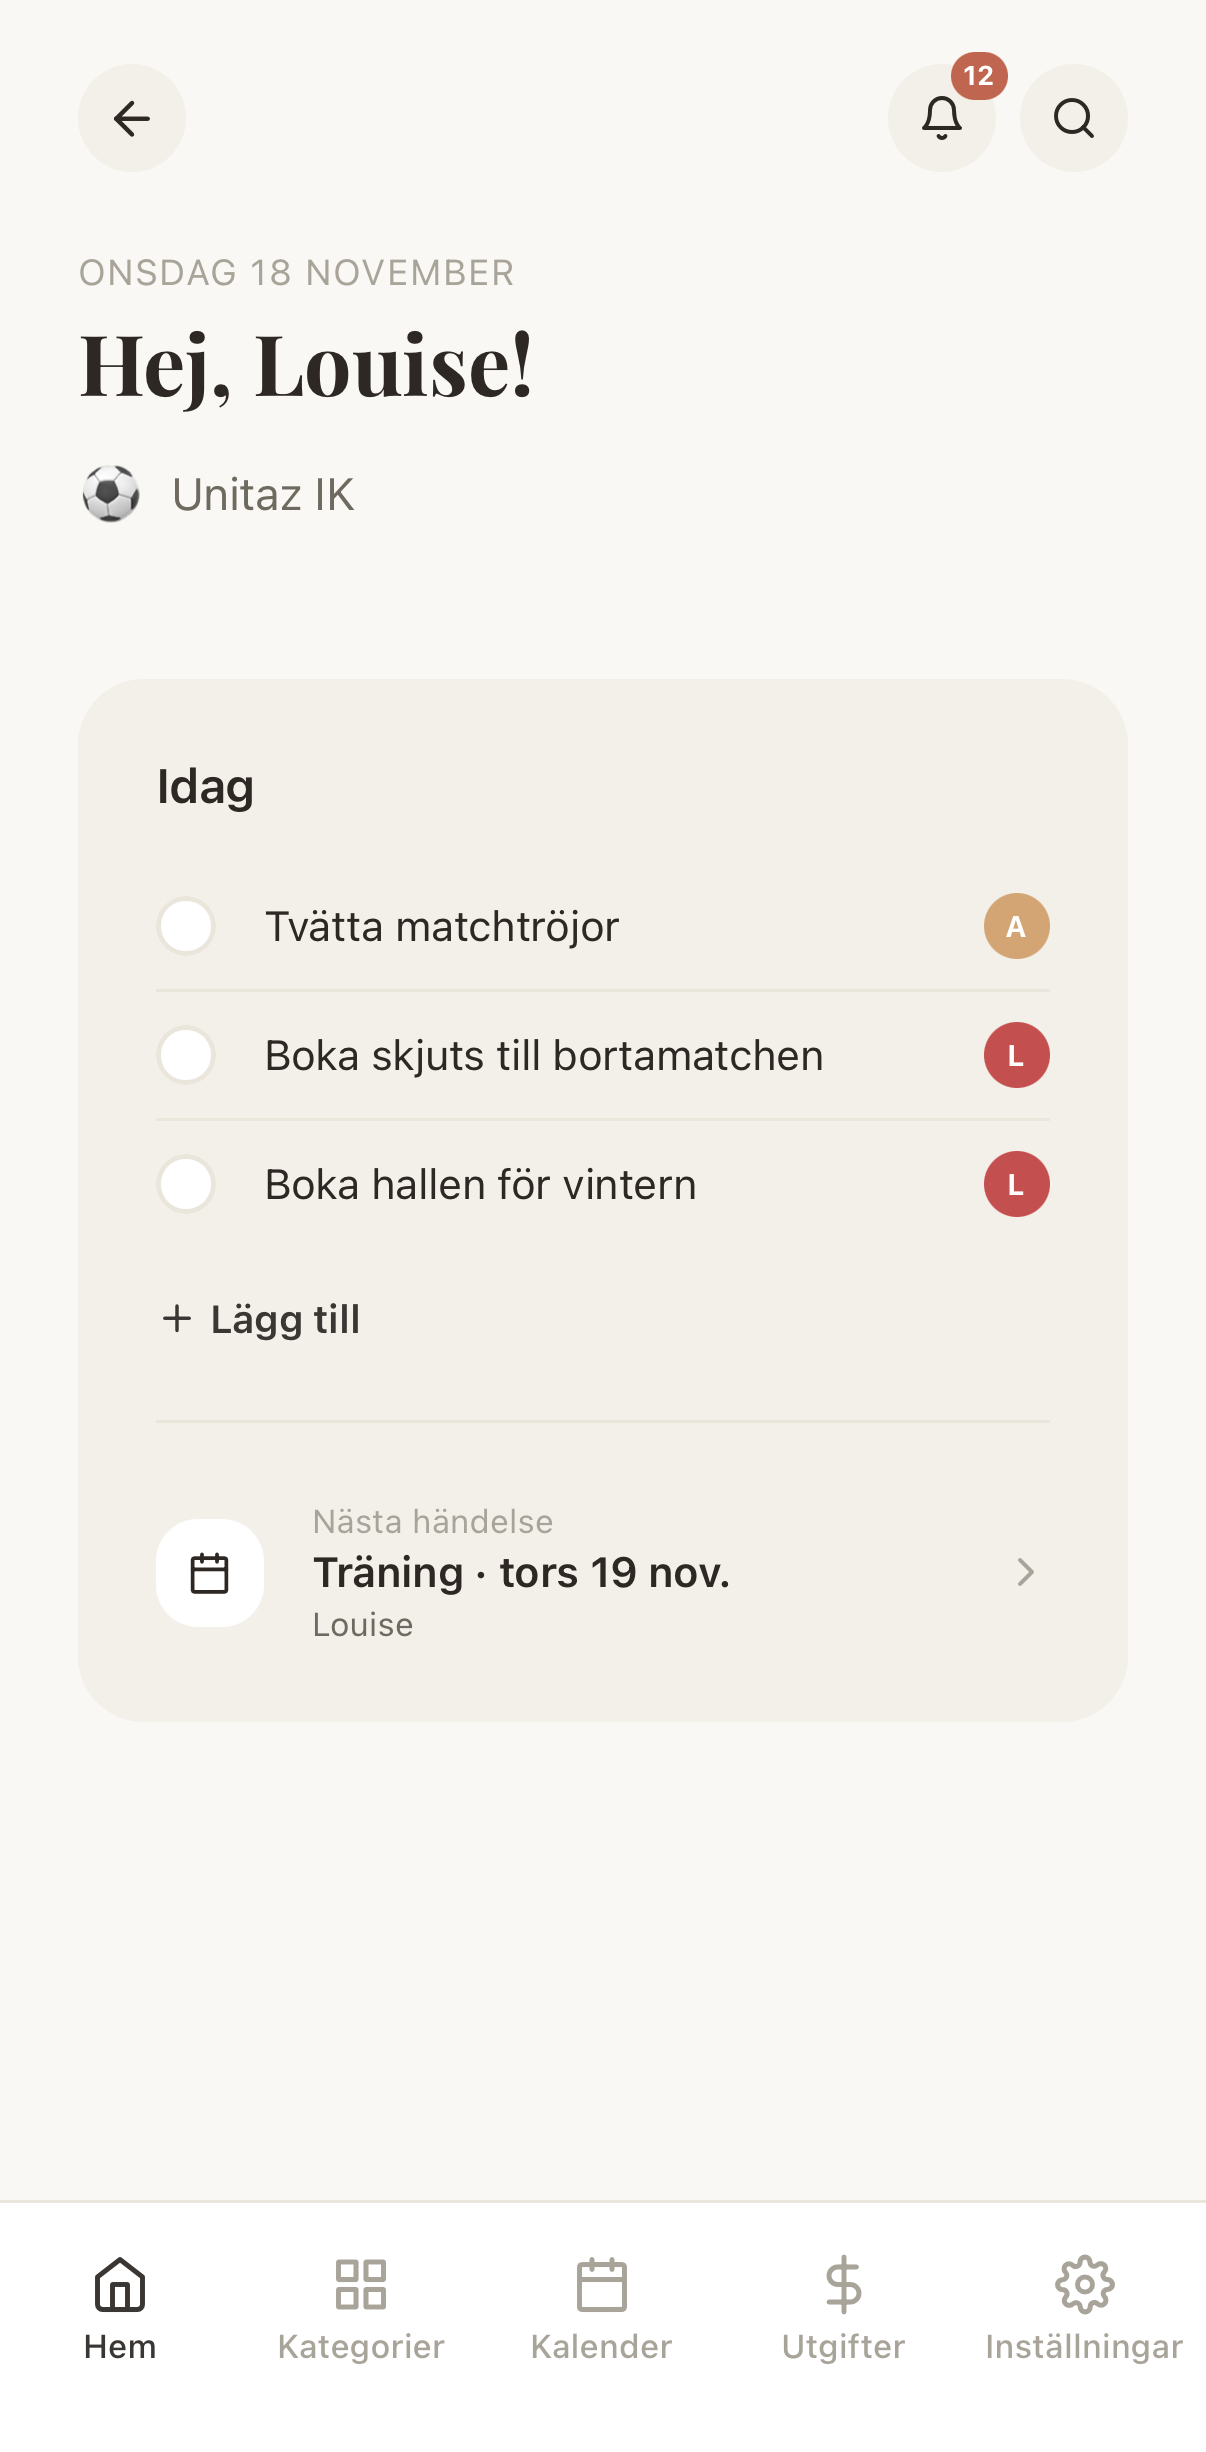 12
ONSDAG 18 NOVEMBER
Hej, Louise!
Unitaz IK
Idag
Tvätta matchtröjor
A
Boka skjuts till bortamatchen
L
Boka hallen för vintern
L
+ Lägg till
Nästa händelse
Träning · tors 19 nov.
Louise
Hem
Kategorier
Kalender
Utgifter
Inställningar